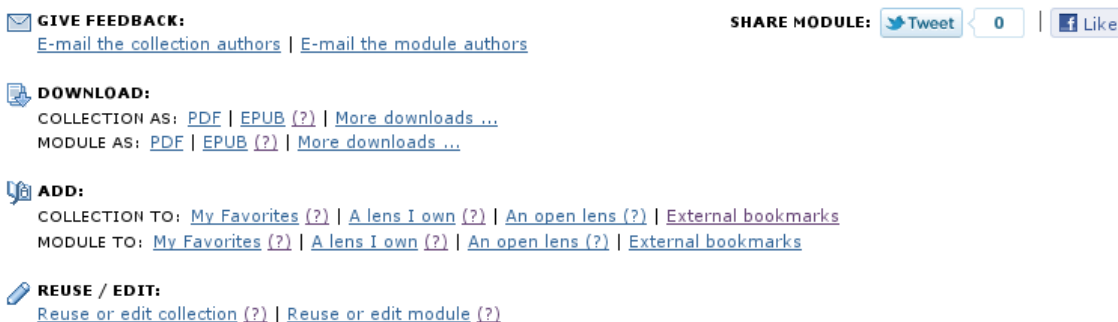 GIVE FEEDBACK: SHARE MODULE: Tweet 0 | Like
E-mail the collection authors | E-mail the module authors
DOWNLOAD:
COLLECTION AS: PDF | EPUB (?) | More downloads ...
MODULE AS: PDF | EPUB (?) | More downloads ...
ADD:
COLLECTION TO: My Favorites (?) | A lens I own (?) | An open lens (?) | External bookmarks
MODULE TO: My Favorites (?) | A lens I own (?) | An open lens (?) | External bookmarks
REUSE / EDIT:
Reuse or edit collection (?) | Reuse or edit module (?)